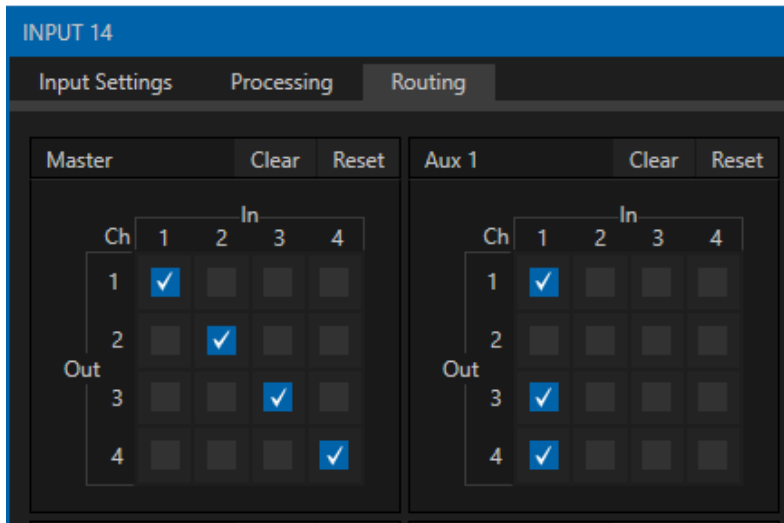 INPUT 14
Input Settings Processing Routing
Master Clear Reset
In
Ch 1 2 3 4
1
2
Out
3
4
Aux 1 Clear Reset
In
Ch 1 2 3 4
1
2
Out
3
4